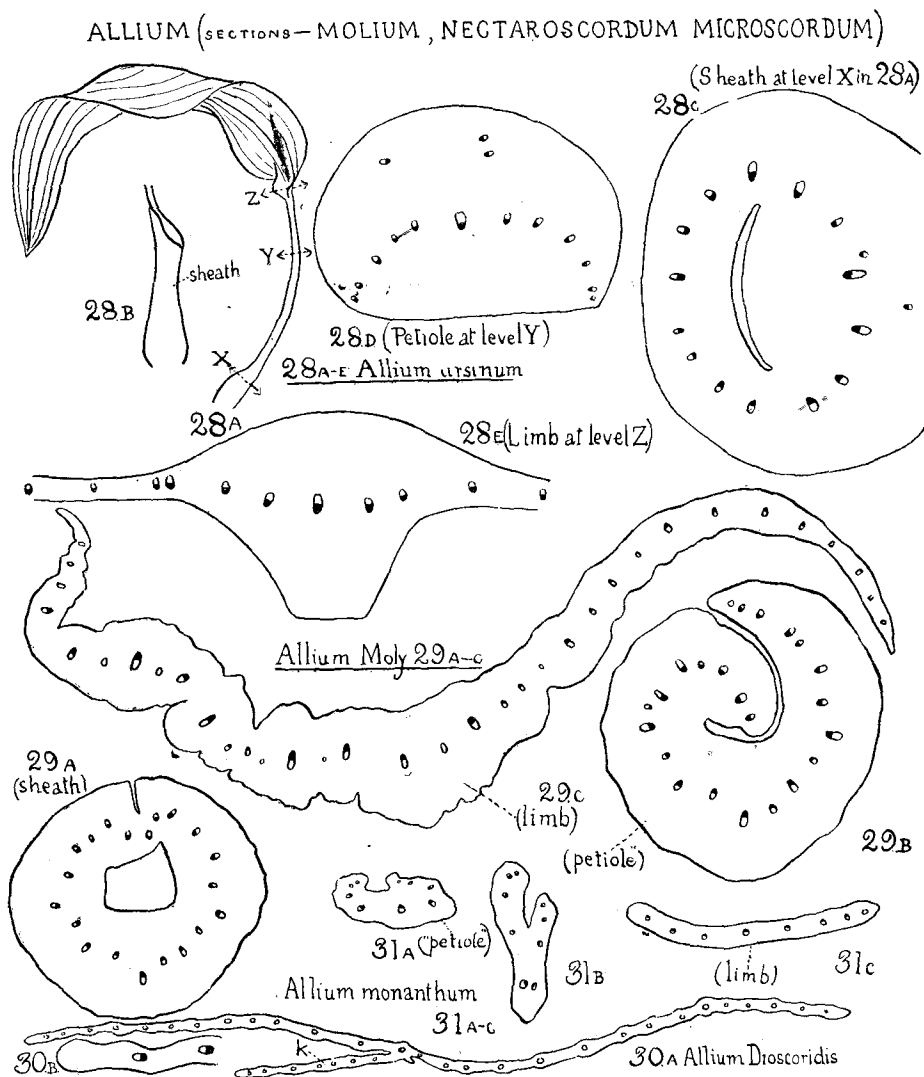 ALLIUM (SECTIONS—MOLIUM, NECTAROSCORDUM MICROSCORDUM)
(Sheath at level X in 28A)
28C
Z
Y
sheath
28B
28D (Petiole at level Y)
X
28A-E Allium ursinum
28A
28E (Limb at level Z)
Allium Moly 29A-C
29A
(sheath)
29C
(limb)
29B
(petiole)
31A ("petiole")
31B
(limb)
31C
Allium monanthum
31A-C
30B
K
30A Allium Dioscoridis